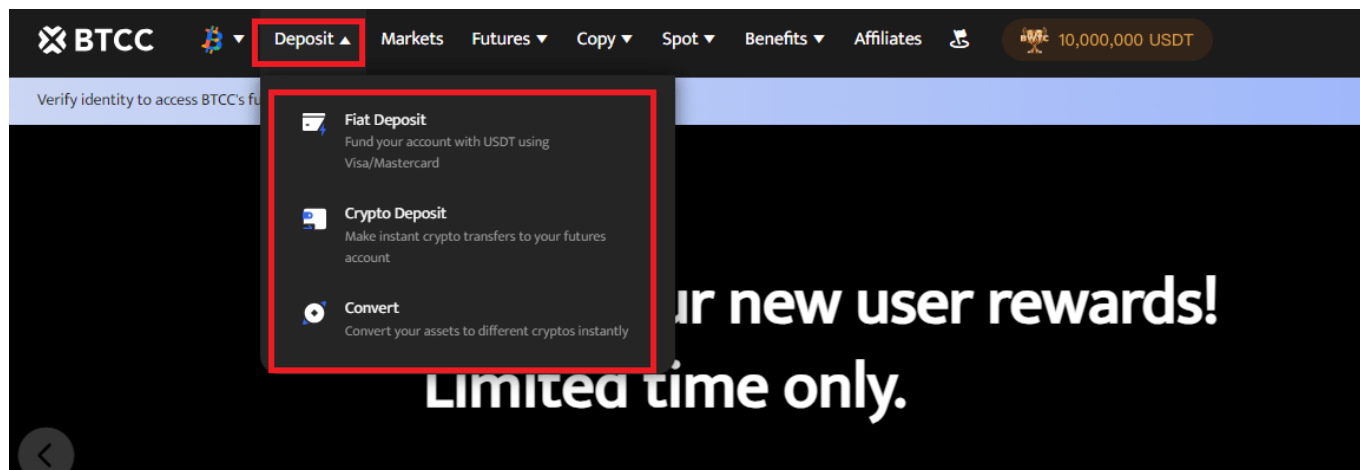 BTCC Deposit Markets Futures Copy Spot Benefits Affiliates 10,000,000 USDT
Verify identity to access BTCC's fu
Fiat Deposit
Fund your account with USDT using
Visa/Mastercard
Crypto Deposit
Make instant crypto transfers to your futures
account
Convert
Convert your assets to different cryptos instantly
ur new user rewards!
Limited time only.